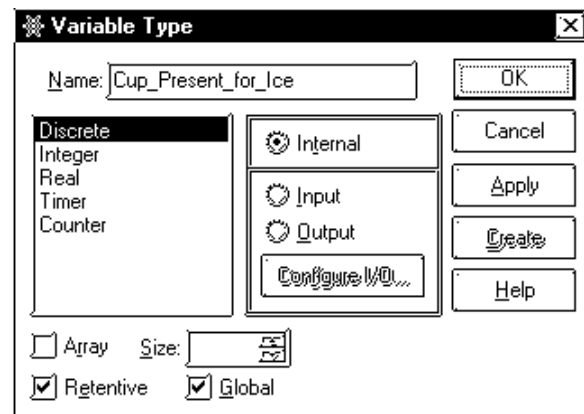 Variable Type
Name: Cup_Present_for_Ice
OK
Discrete
Integer
Real
Timer
Counter
Internal
Input
Output
Configure I/O...
Cancel
Apply
Create
Help
Array Size:
Retentive Global